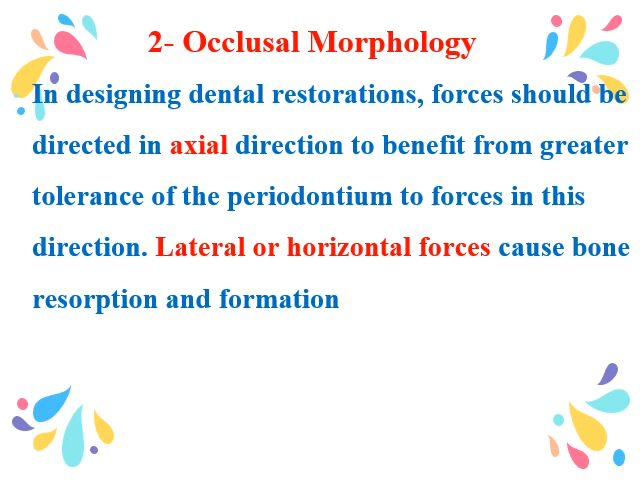 2- Occlusal Morphology
In designing dental restorations, forces should be
directed in axial direction to benefit from greater
tolerance of the periodontium to forces in this
direction. Lateral or horizontal forces cause bone
resorption and formation